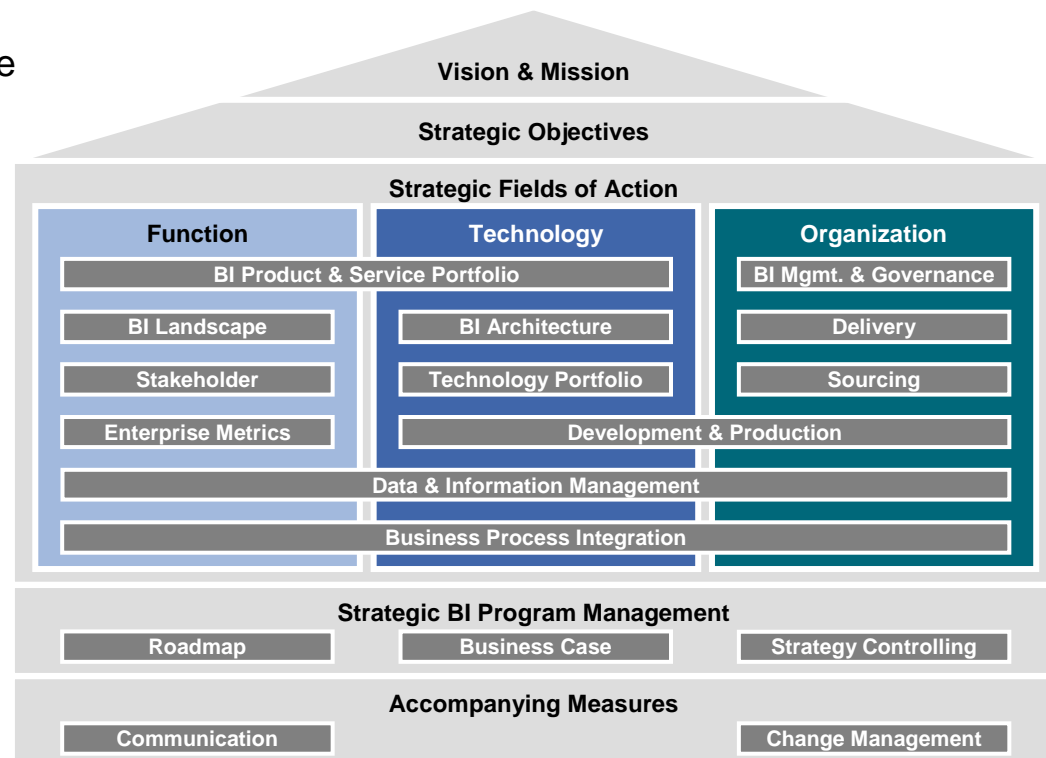 e
Vision & Mission
Strategic Objectives
Strategic Fields of Action
Function
Technology
Organization
BI Product & Service Portfolio
BI Mgmt. & Governance
BI Landscape
BI Architecture
Delivery
Stakeholder
Technology Portfolio
Sourcing
Enterprise Metrics
Development & Production
Data & Information Management
Business Process Integration
Strategic BI Program Management
Roadmap
Business Case
Strategy Controlling
Accompanying Measures
Communication
Change Management